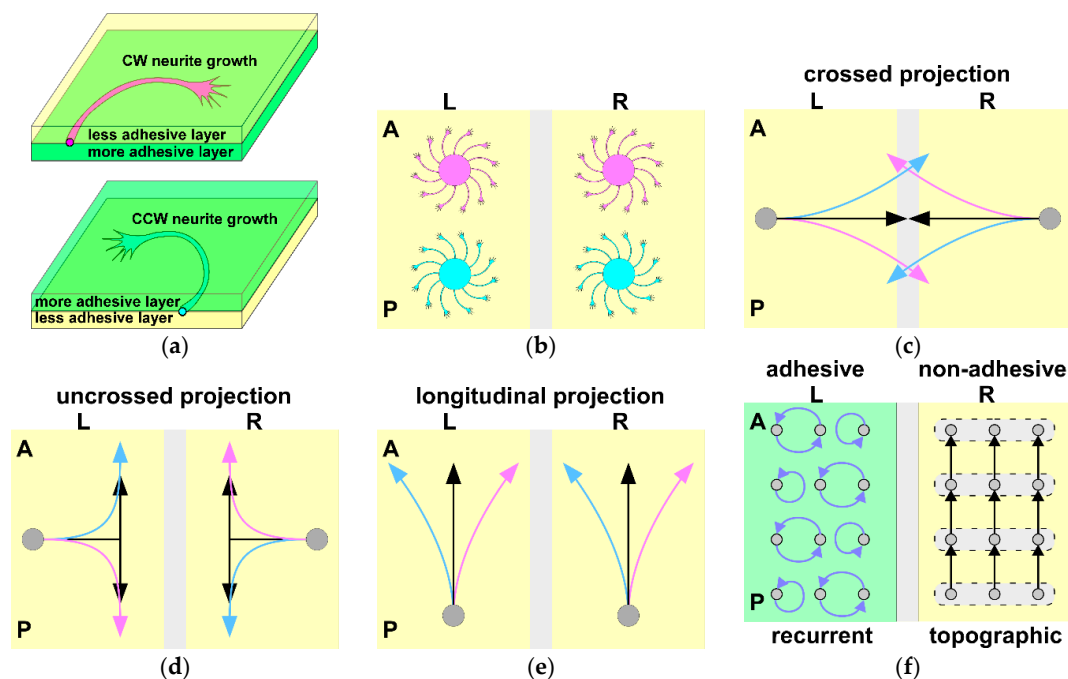 CW neurite growth
less adhesive layer
more adhesive layer
CCW neurite growth
more adhesive layer
less adhesive layer
(a)
L R
A
P
(b)
crossed projection
L R
A
P
(c)
uncrossed projection
L R
A
P
(d)
longitudinal projection
L R
A
P
(e)
adhesive non-adhesive
L R
A
P
recurrent topographic
(f)